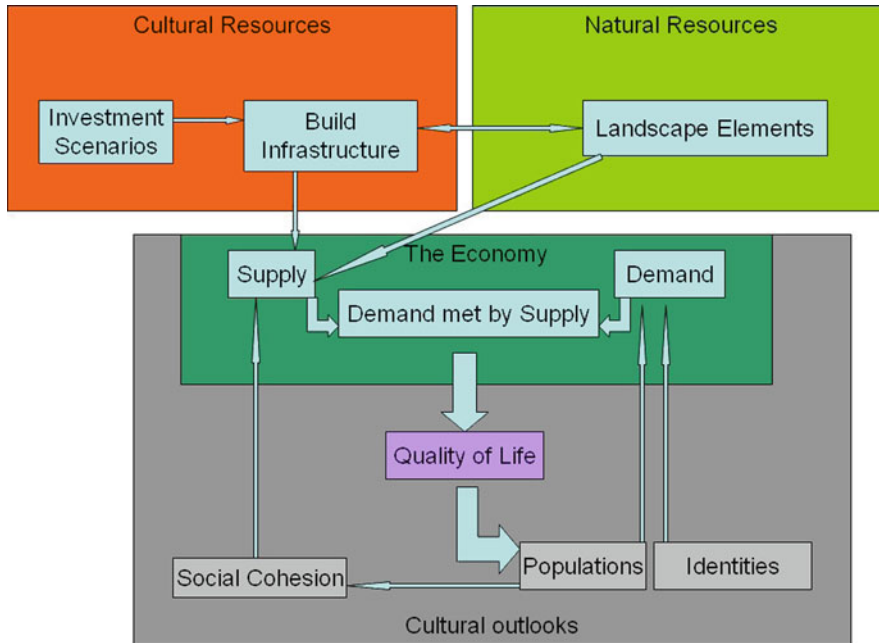 Cultural Resources
Natural Resources
Investment
Scenarios
Build
Infrastructure
Landscape Elements
The Economy
Supply
Demand
Demand met by Supply
Quality of Life
Social Cohesion
Populations
Identities
Cultural outlooks